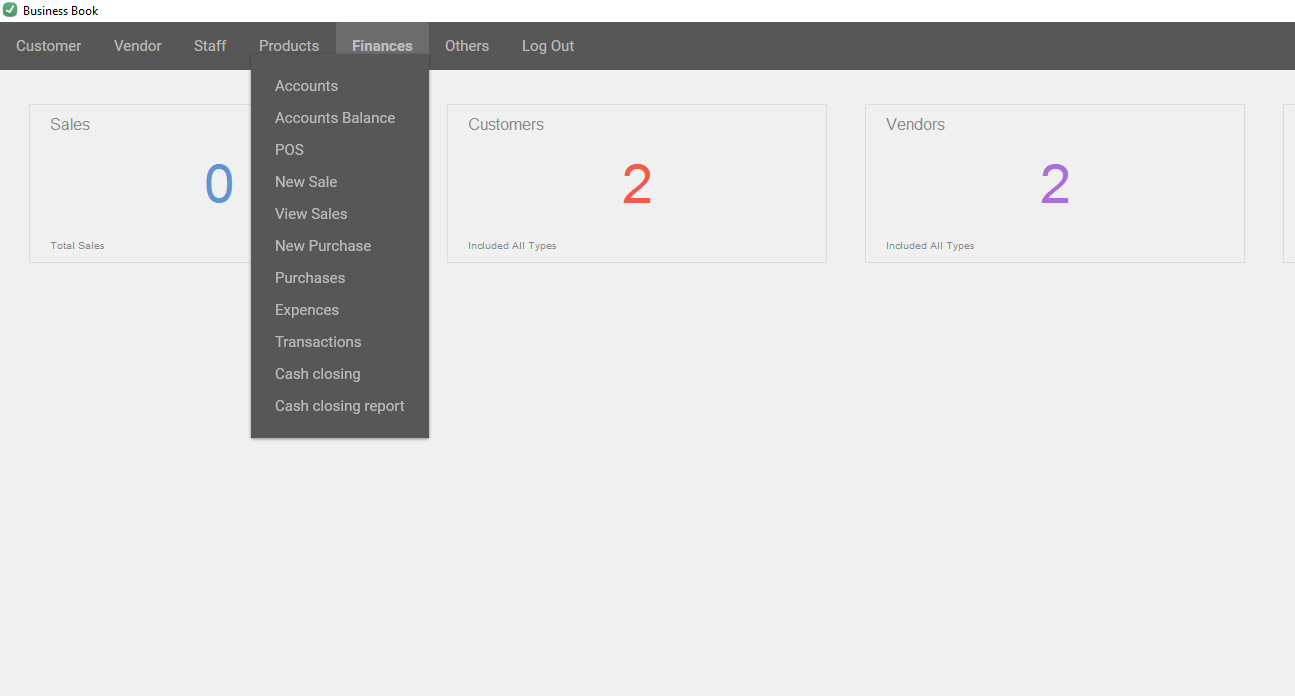 Business Book
Customer Vendor Staff Products Finances Others Log Out
Accounts
Accounts Balance
POS
New Sale
View Sales
New Purchase
Purchases
Expences
Transactions
Cash closing
Cash closing report
Sales
0
Total Sales
Customers
2
Included All Types
Vendors
2
Included All Types